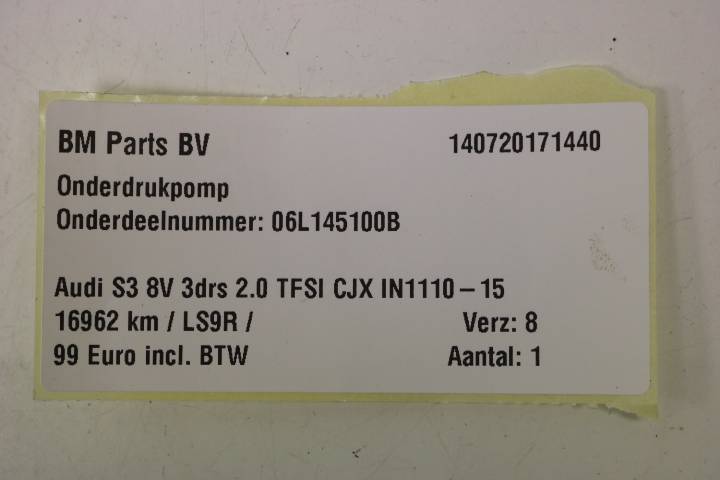 BM Parts BV 140720171440
Onderdrukpomp
Onderdeelnummer: 06L145100B
Audi S3 8V 3drs 2.0 TFSI CJX IN1110-15
16962 km / LS9R / Verz: 8
99 Euro incl. BTW Aantal: 1